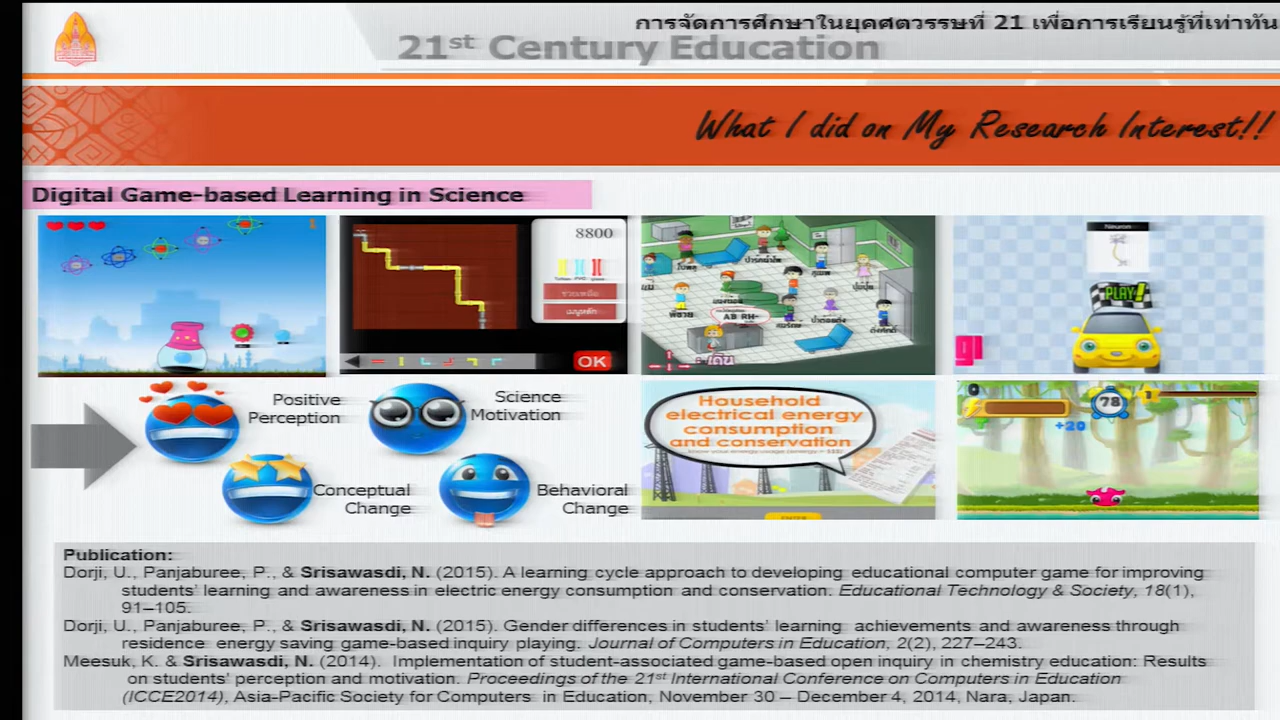 การจัดการศึกษาในยุคศตวรรษที่ 21 เพื่อการเรียนรู้ที่เท่าทัน
21st Century Education
What I did on My Research Interest!!
Digital Game-based Learning in Science
8800
OK
AB RH+
Neuron
PLAY!
Positive
Perception
Science
Motivation
Conceptual
Change
Behavioral
Change
Household
electrical energy
consumption
and conservation
78
+20
Publication:
Dorji, U., Panjaburee, P., & Srisawasdi, N. (2015). A learning cycle approach to developing educational computer game for improving
students' learning and awareness in electric energy consumption and conservation. Educational Technology & Society, 18(1),
91–105.
Dorji, U., Panjaburee, P., & Srisawasdi, N. (2015). Gender differences in students' learning achievements and awareness through
residence energy saving game-based inquiry playing. Journal of Computers in Education, 2(2), 227–243.
Meesuk, K. & Srisawasdi, N. (2014). Implementation of student-associated game-based open inquiry in chemistry education: Results
on students' perception and motivation. Proceedings of the 21st International Conference on Computers in Education
(ICCE2014), Asia-Pacific Society for Computers in Education, November 30 – December 4, 2014, Nara, Japan.